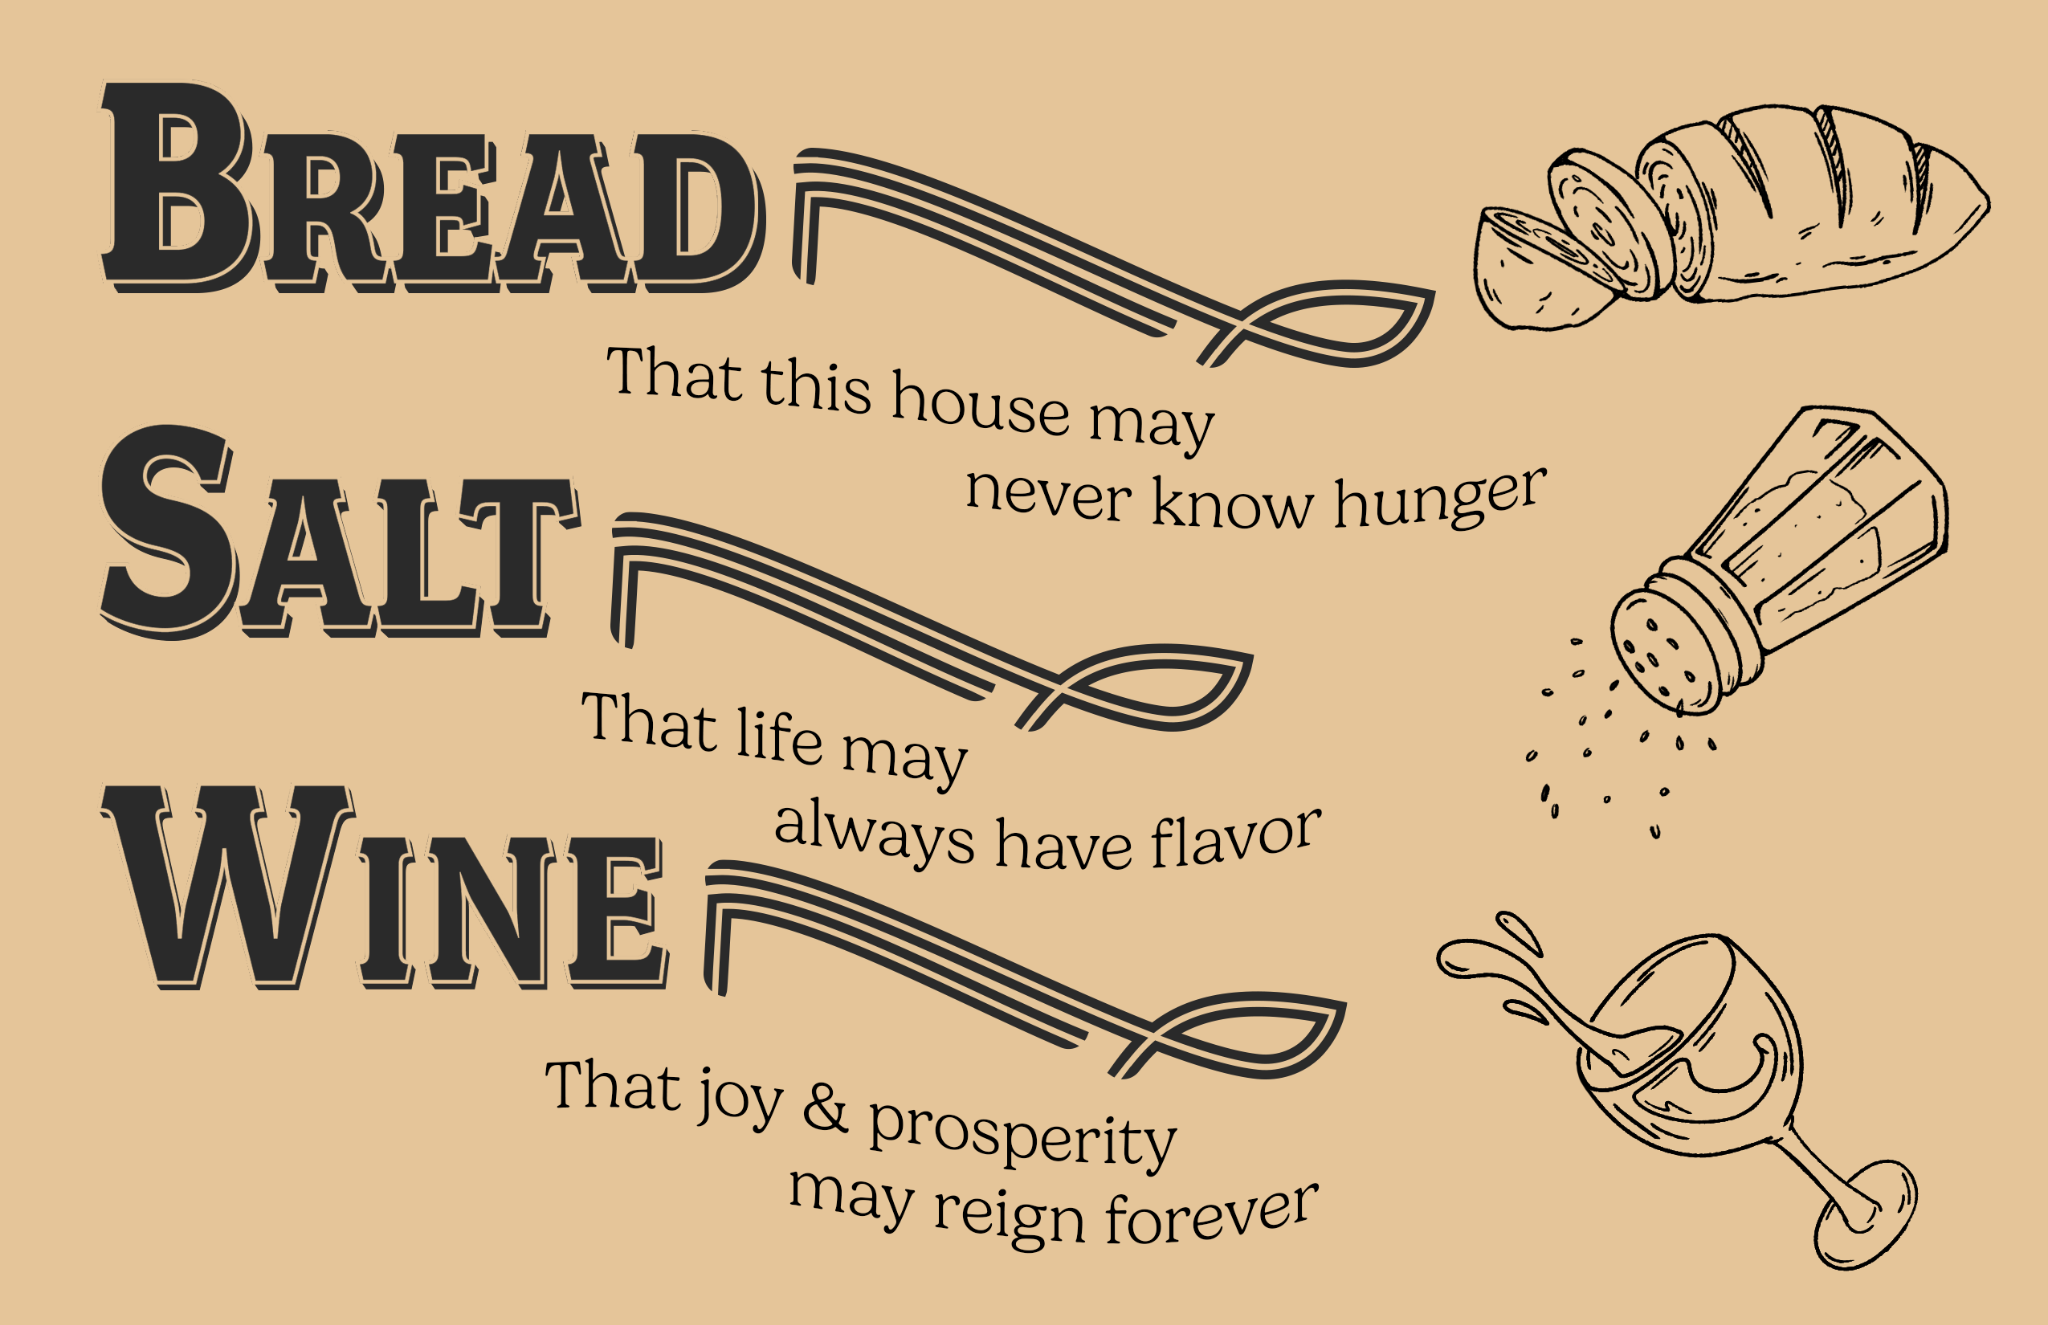 BREAD
That this house may
never know hunger
SALT
That life may
always have flavor
WINE
That joy & prosperity
may reign forever